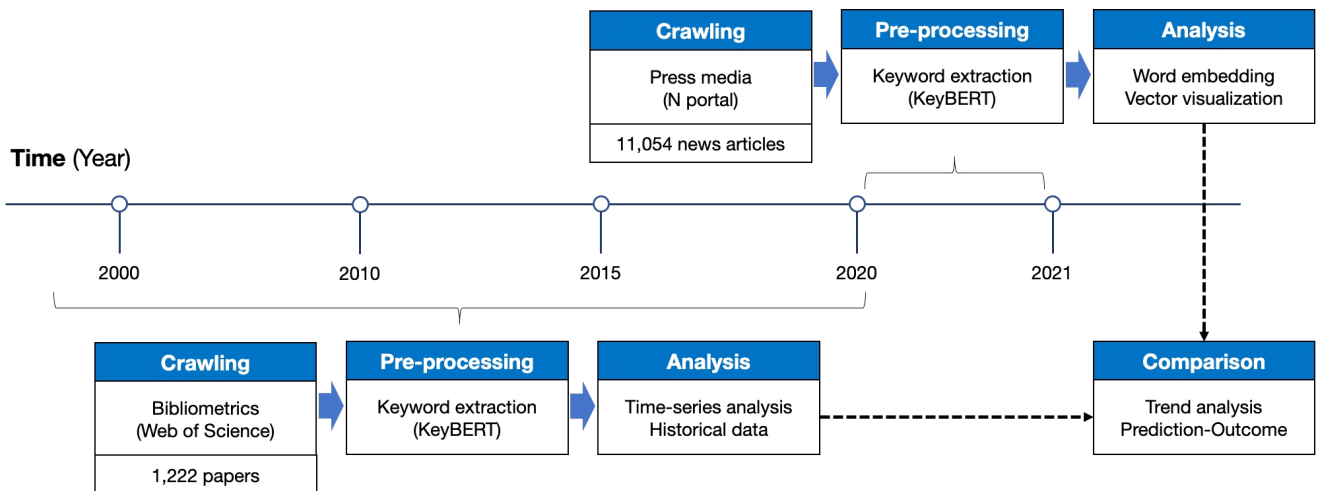 Crawling
Press media
(N portal)
11,054 news articles
Pre-processing
Keyword extraction
(KeyBERT)
Analysis
Word embedding
Vector visualization
Time (Year)
2000
2010
2015
2020
2021
Crawling
Bibliometrics
(Web of Science)
1,222 papers
Pre-processing
Keyword extraction
(KeyBERT)
Analysis
Time-series analysis
Historical data
Comparison
Trend analysis
Prediction-Outcome